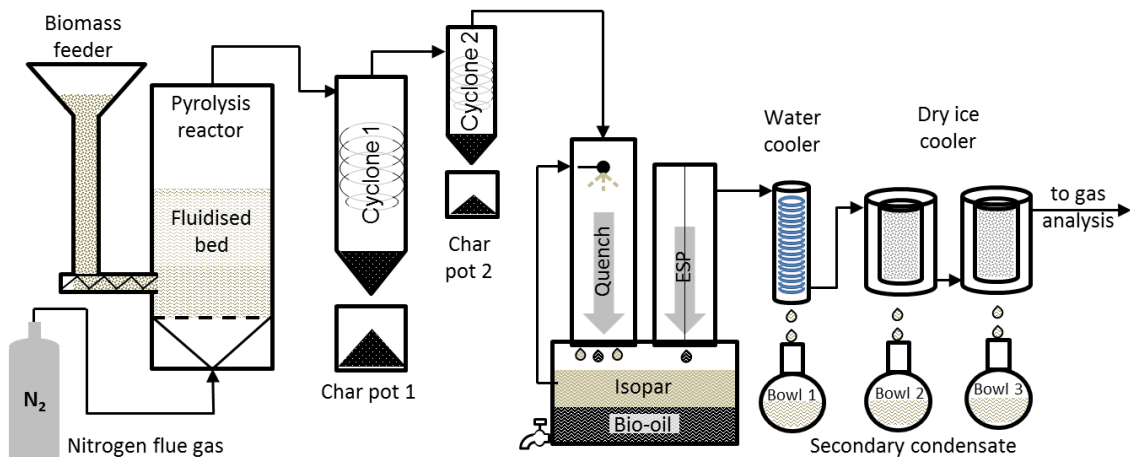 Biomass
feeder
Pyrolysis
reactor
Fluidised
bed
N2
Nitrogen flue gas
Cyclone 1
Char pot 1
Cyclone 2
Char
pot 2
Quench
ESP
Isopar
Bio-oil
Water
cooler
Dry ice
cooler
to gas
analysis
Bowl 1
Bowl 2
Bowl 3
Secondary condensate